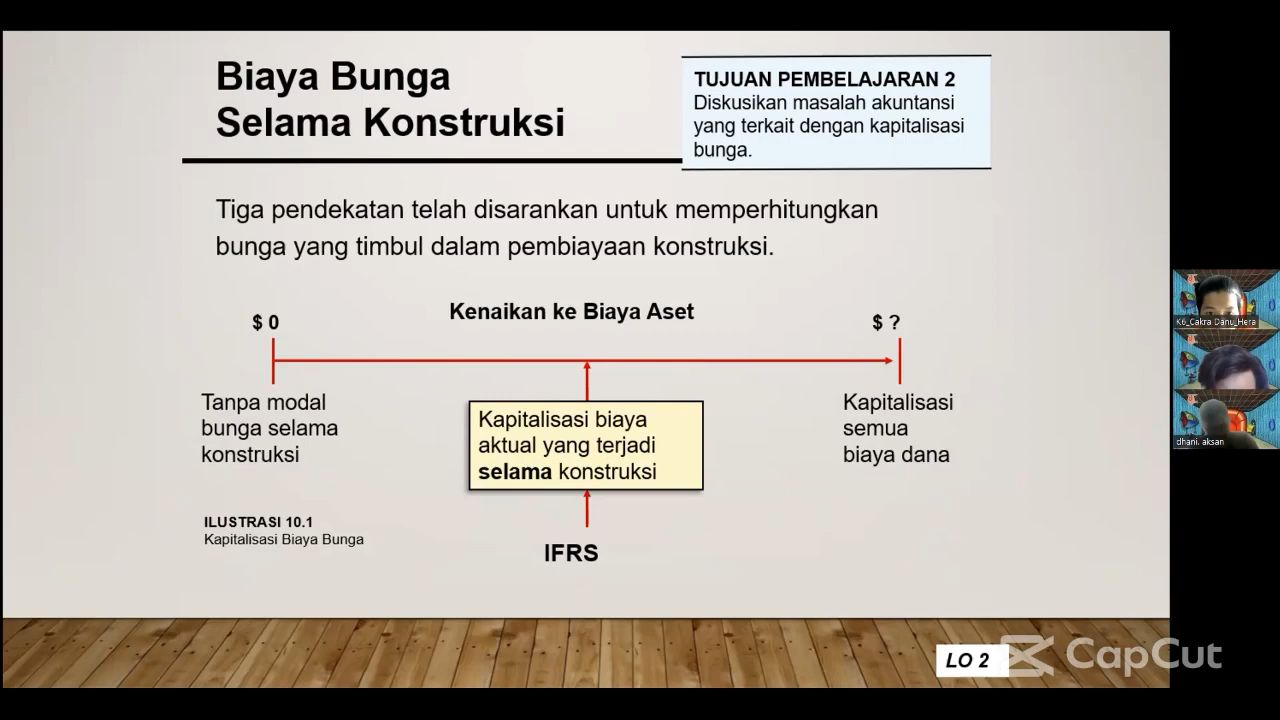 Biaya Bunga
Selama Konstruksi
TUJUAN PEMBELAJARAN 2
Diskusikan masalah akuntansi
yang terkait dengan kapitalisasi
bunga.
Tiga pendekatan telah disarankan untuk memperhitungkan
bunga yang timbul dalam pembiayaan konstruksi.
$ 0
Kenaikan ke Biaya Aset
$ ?
Tanpa modal
bunga selama
konstruksi
Kapitalisasi biaya
aktual yang terjadi
selama konstruksi
Kapitalisasi
semua
biaya dana
ILUSTRASI 10.1
Kapitalisasi Biaya Bunga
IFRS
LO 2
CapCut
K6_Cakra Danu_Hera
dhani. aksan